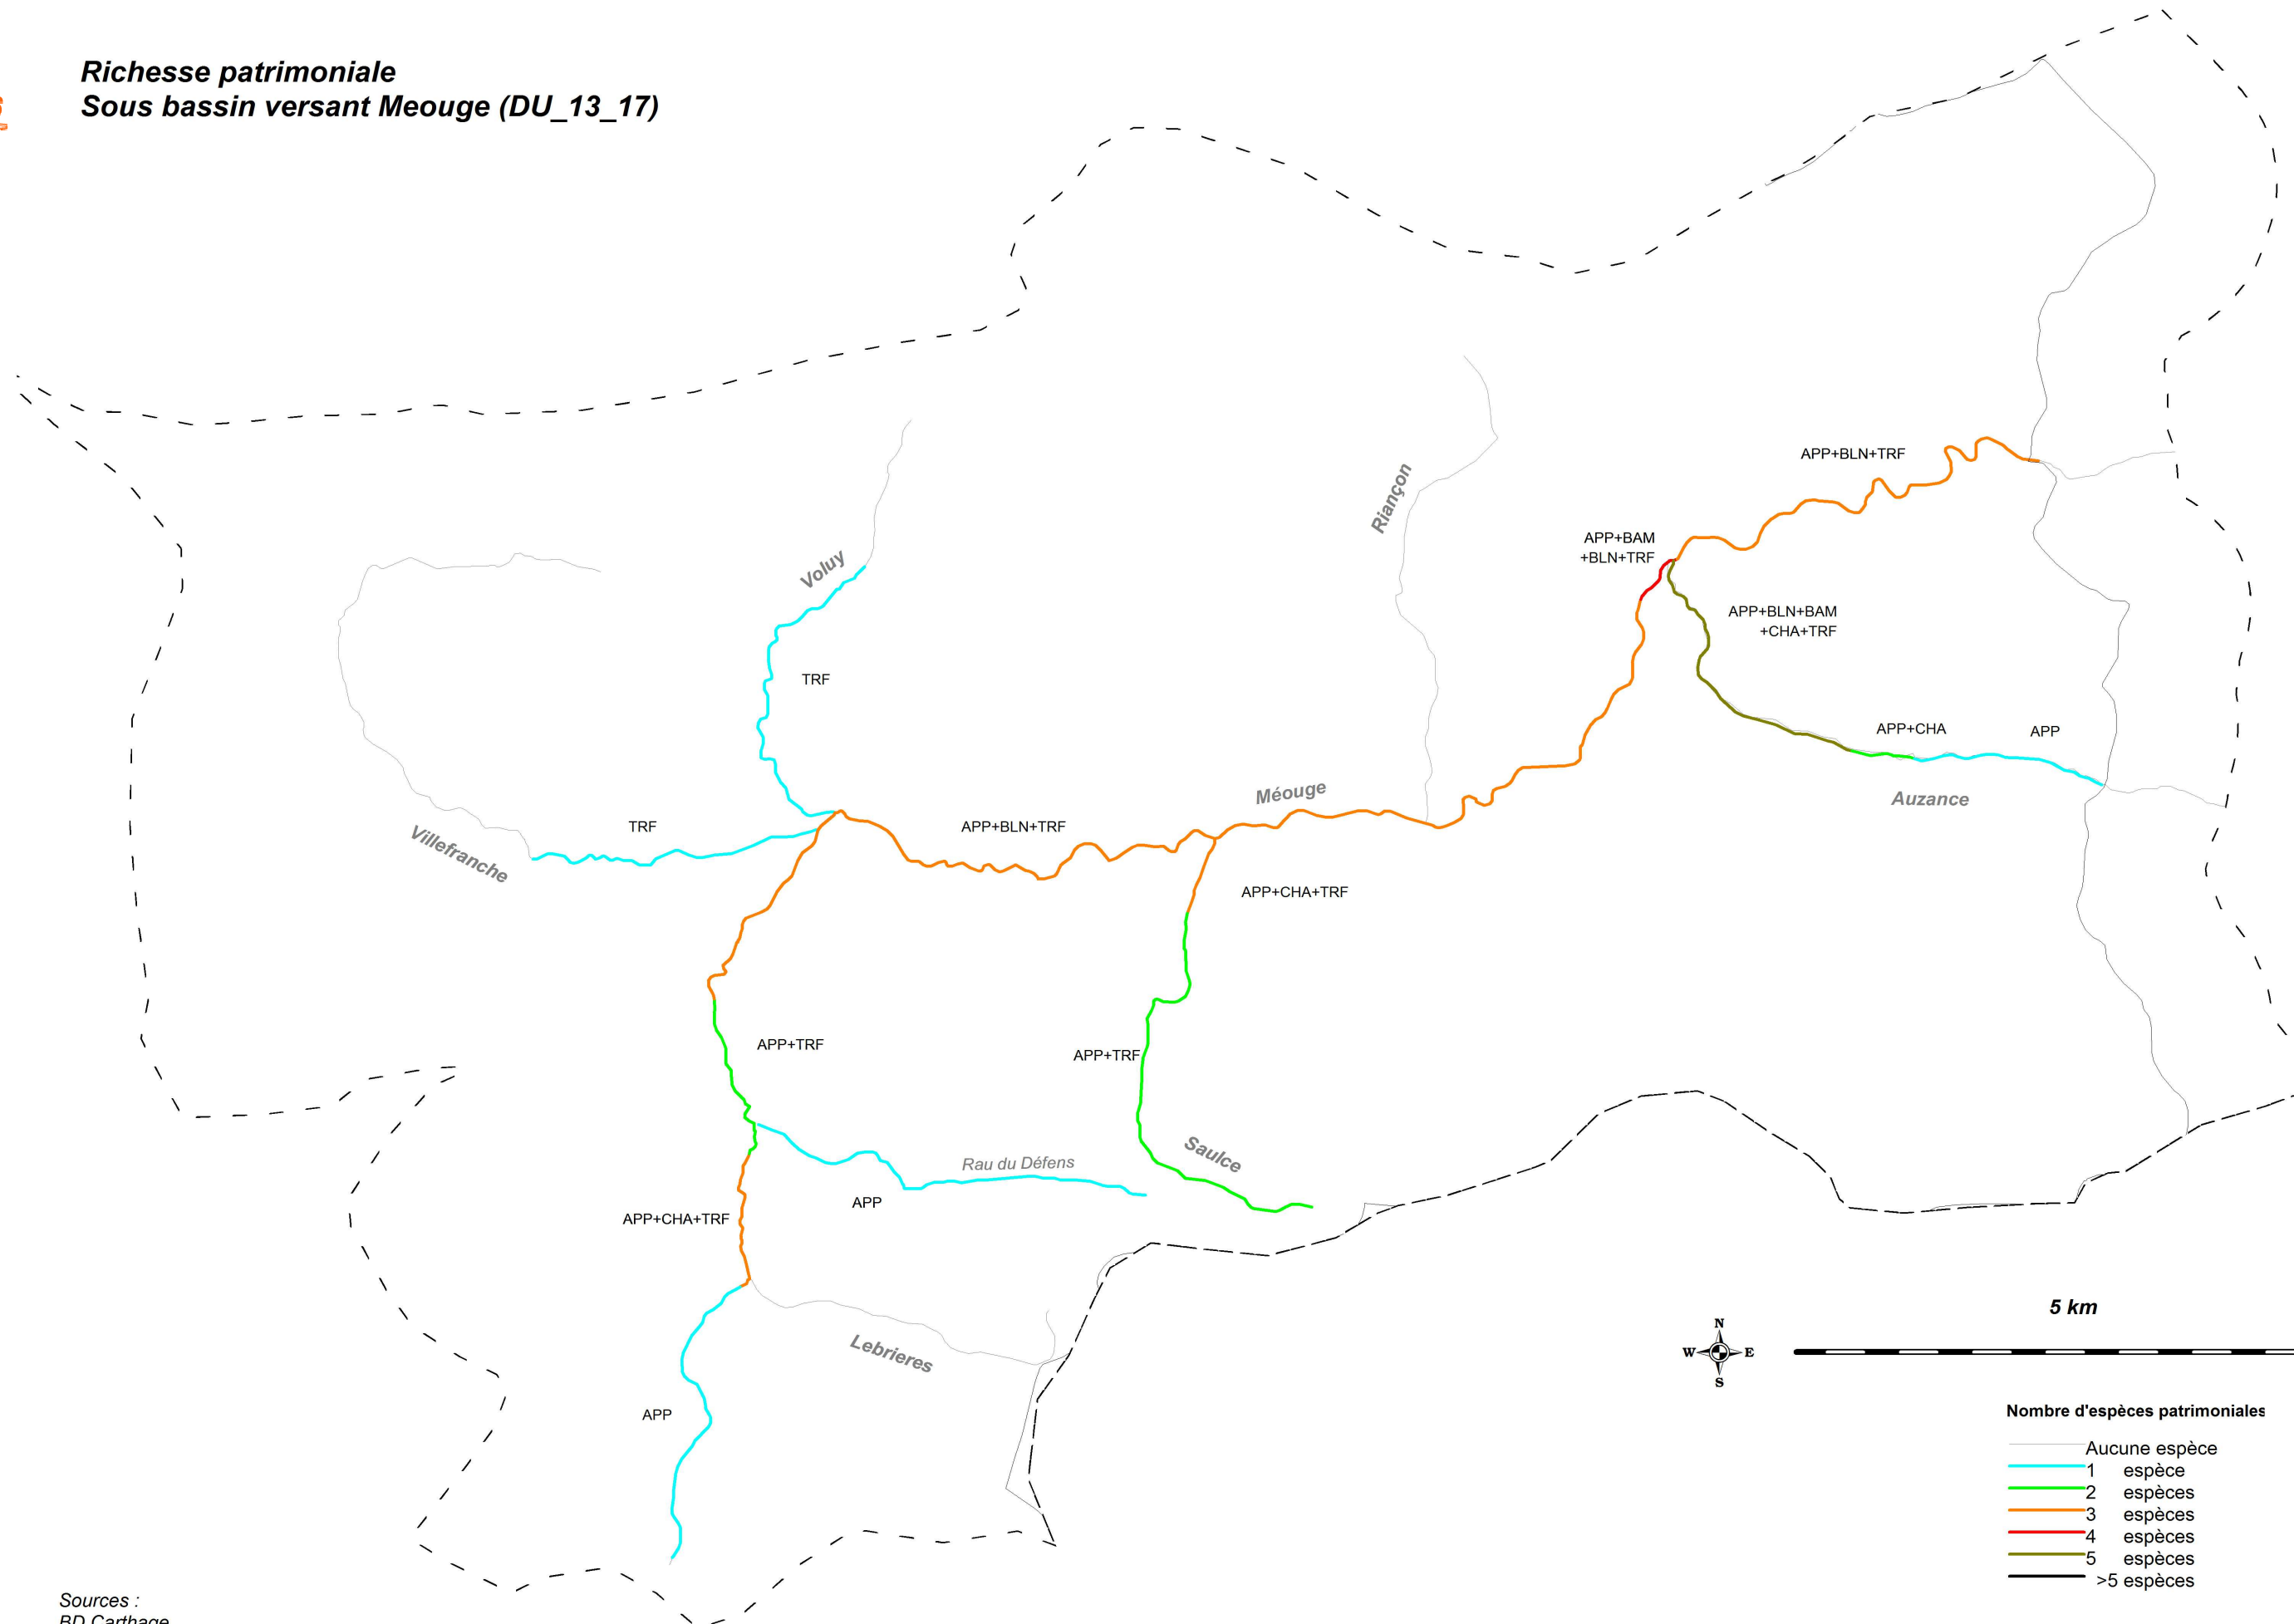 Richesse patrimoniale
Sous bassin versant Meouge (DU_13_17)
APP+BLN+TRF
Riançon
APP+BAM
+BLN+TRF
Voluy
APP+BLN+BAM
+CHA+TRF
TRF
APP+CHA
APP
Méouge
Auzance
TRF
APP+BLN+TRF
Villefranche
APP+CHA+TRF
APP+TRF
APP+TRF
Saulce
Rau du Défens
APP
APP+CHA+TRF
5 km
N
W
E
S
Lebrieres
APP
Nombre d'espèces patrimoniales
Aucune espèce
1 espèce
2 espèces
3 espèces
4 espèces
5 espèces
>5 espèces
Sources :
BD Carthage